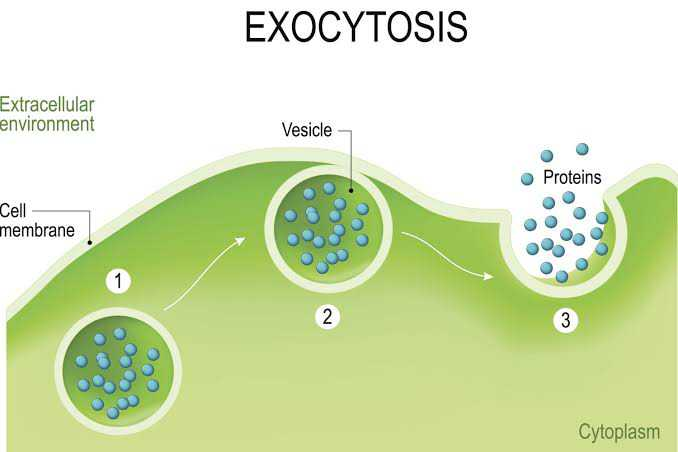 EXOCYTOSIS
Extracellular
environment
Vesicle
Proteins
Cell
membrane
1
2
3
Cytoplasm